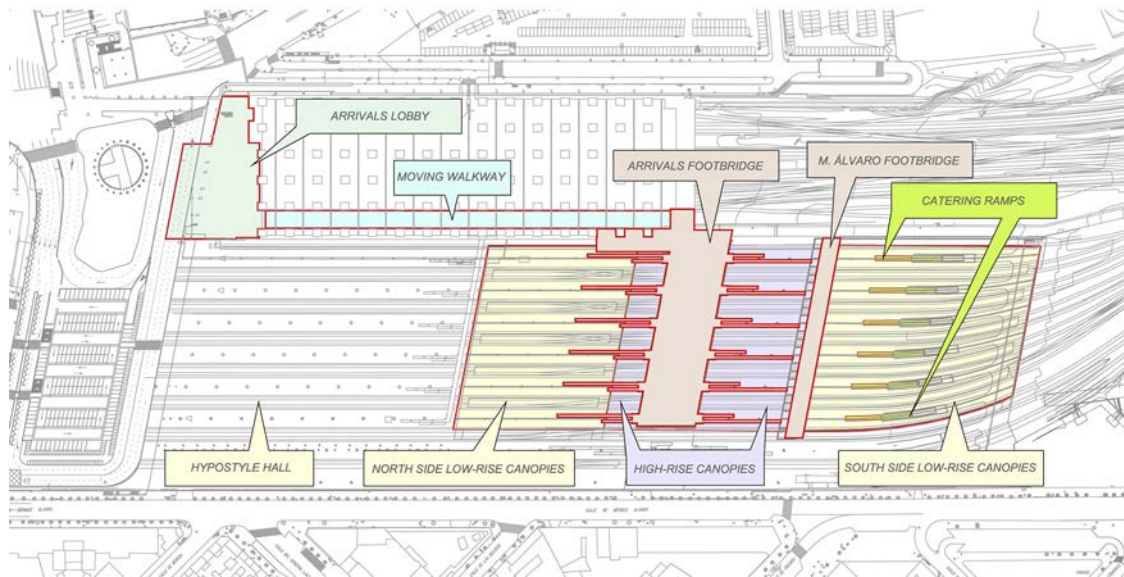 ARRIVALS LOBBY
MOVING WALKWAY
ARRIVALS FOOTBRIDGE
M. ÁLVARO FOOTBRIDGE
CATERING RAMPS
HYPOSTYLE HALL
NORTH SIDE LOW-RISE CANOPIES
HIGH-RISE CANOPIES
SOUTH SIDE LOW-RISE CANOPIES